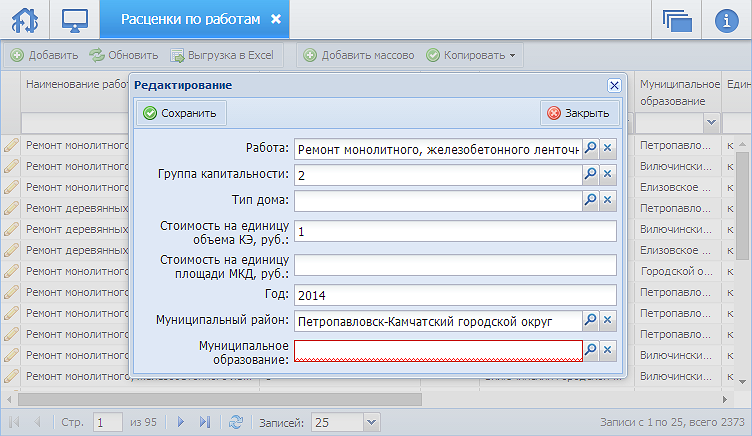 Расценки по работам
Добавить Обновить Выгрузка в Excel Добавить массово Копировать
Наименование работ
Муниципальное образование
Един
Редактирование
Сохранить Закрыть
Работа: Ремонт монолитного, железобетонного ленточн
Группа капитальности: 2
Тип дома:
Стоимость на единицу
объема КЭ, руб.: 1
Стоимость на единицу
площади МКД, руб.:
Год: 2014
Муниципальный район: Петропавловск-Камчатский городской округ
Муниципальное
образование:
Ремонт монолитного Петропавло... к
Ремонт монолитного Вилючински... к
Ремонт монолитного Елизовское ... к
Ремонт деревянных Петропавло... к
Ремонт деревянных Вилючински... к
Ремонт деревянных Елизовское ... к
Ремонт монолитного Городской о... к
Ремонт монолитного Петропавло... к
Ремонт монолитного Петропавло... к
Ремонт монолитного Петропавло... к
Ремонт монолитного Вилючински... к
Ремонт монолитного, Вилючински... к
Стр. 1 из 95 Записей: 25 Записи с 1 по 25, всего 2373